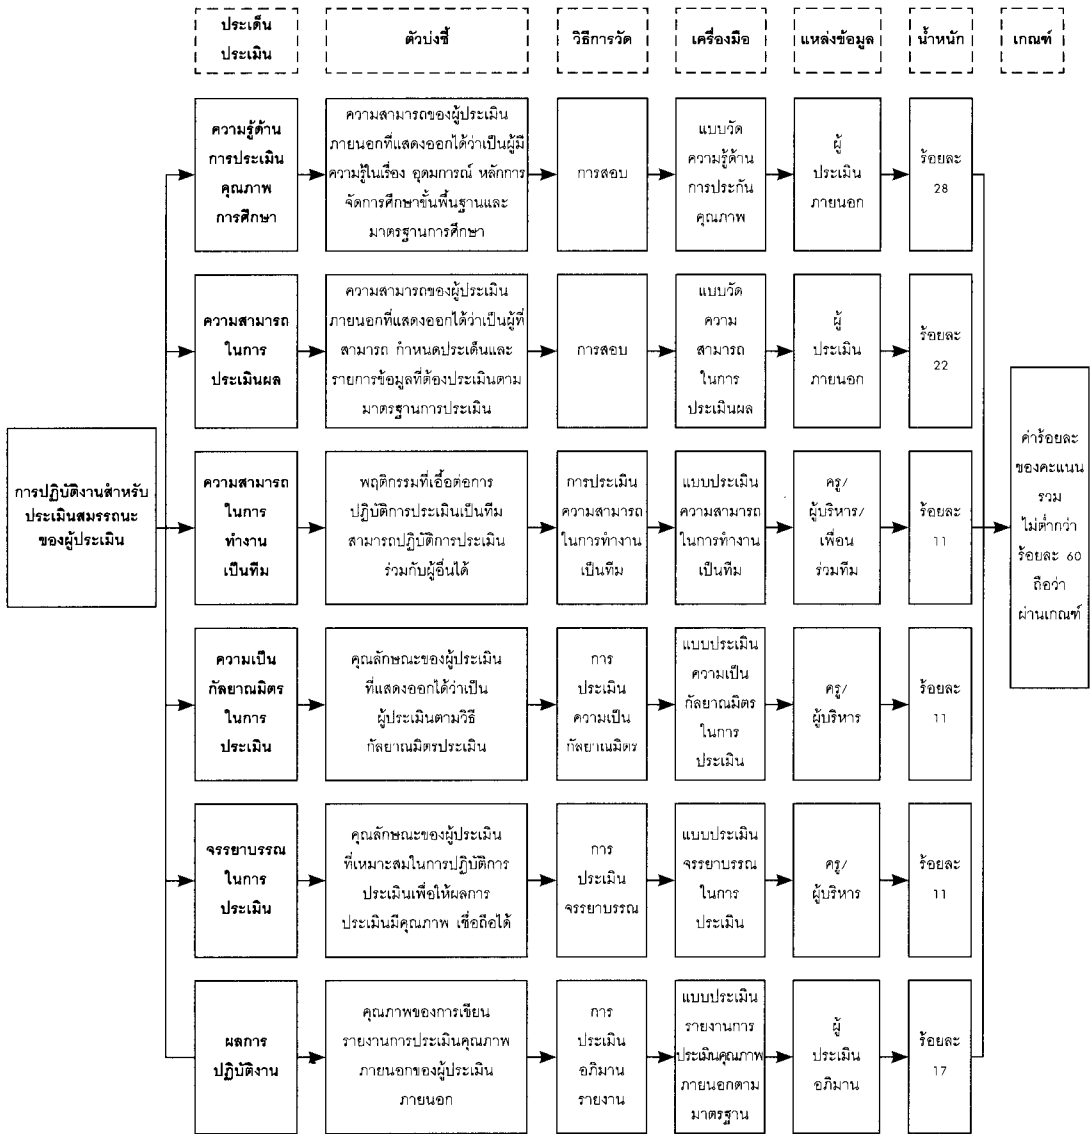 ประเด็น
ประเมิน
ตัวบ่งชี้
วิธีการวัด
เครื่องมือ
แหล่งข้อมูล
น้ำหนัก
เกณฑ์
การปฏิบัติงานสำหรับ
ประเมินสมรรถนะ
ของผู้ประเมิน
ความรู้ด้าน
การประเมิน
คุณภาพ
การศึกษา
ความสามารถของผู้ประเมิน
ภายนอกที่แสดงออกได้ว่าเป็นผู้มี
ความรู้ในเรื่อง อุดมการณ์ หลักการ
จัดการศึกษาขั้นพื้นฐานและ
มาตรฐานการศึกษา
การสอบ
แบบวัด
ความรู้ด้าน
การประกัน
คุณภาพ
ผู้
ประเมิน
ภายนอก
ร้อยละ
28
ความสามารถ
ในการ
ประเมินผล
ความสามารถของผู้ประเมิน
ภายนอกที่แสดงออกได้ว่าเป็นผู้ที่
สามารถ กำหนดประเด็นและ
รายการข้อมูลที่ต้องประเมินตาม
มาตรฐานการประเมิน
การสอบ
แบบวัด
ความ
สามารถ
ในการ
ประเมินผล
ผู้
ประเมิน
ภายนอก
ร้อยละ
22
ความสามารถ
ในการ
ทำงาน
เป็นทีม
พฤติกรรมที่เอื้อต่อการ
ปฏิบัติการประเมินเป็นทีม
สามารถปฏิบัติการประเมิน
ร่วมกับผู้อื่นได้
การประเมิน
ความสามารถ
ในการทำงาน
เป็นทีม
แบบประเมิน
ความสามารถ
ในการทำงาน
เป็นทีม
ครู/
ผู้บริหาร/
เพื่อน
ร่วมทีม
ร้อยละ
11
ความเป็น
กัลยาณมิตร
ในการ
ประเมิน
คุณลักษณะของผู้ประเมิน
ที่แสดงออกได้ว่าเป็น
ผู้ประเมินตามวิธี
กัลยาณมิตรประเมิน
การ
ประเมิน
ความเป็น
กัลยาณมิตร
แบบประเมิน
ความเป็น
กัลยาณมิตร
ในการ
ประเมิน
ครู/
ผู้บริหาร
ร้อยละ
11
จรรยาบรรณ
ในการ
ประเมิน
คุณลักษณะของผู้ประเมิน
ที่เหมาะสมในการปฏิบัติการ
ประเมินเพื่อให้ผลการ
ประเมินมีคุณภาพ เชื่อถือได้
การ
ประเมิน
จรรยาบรรณ
แบบประเมิน
จรรยาบรรณ
ในการ
ประเมิน
ครู/
ผู้บริหาร
ร้อยละ
11
ผลการ
ปฏิบัติงาน
คุณภาพของการเขียน
รายงานการประเมินคุณภาพ
ภายนอกของผู้ประเมิน
ภายนอก
การ
ประเมิน
อภิมาน
รายงาน
แบบประเมิน
รายงานการ
ประเมินคุณภาพ
ภายนอกตาม
มาตรฐาน
ผู้
ประเมิน
อภิมาน
ร้อยละ
17
ค่าร้อยละ
ของคะแนน
รวม
ไม่ต่ำกว่า
ร้อยละ 60
ถือว่า
ผ่านเกณฑ์